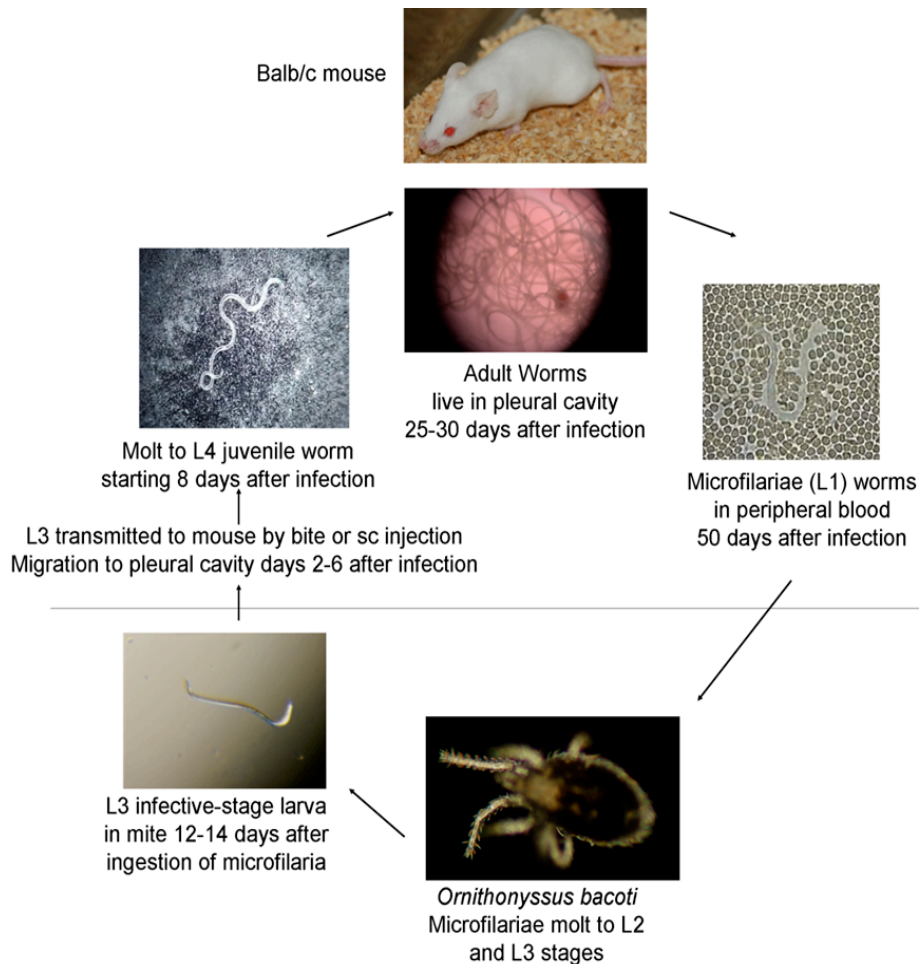 Balb/c mouse
Adult Worms
live in pleural cavity
25-30 days after infection
Microfilariae (L1) worms
in peripheral blood
50 days after infection
Molt to L4 juvenile worm
starting 8 days after infection
L3 transmitted to mouse by bite or sc injection
Migration to pleural cavity days 2-6 after infection
L3 infective-stage larva
in mite 12-14 days after
ingestion of microfilaria
Ornithonyssus bacoti
Microfilariae molt to L2
and L3 stages